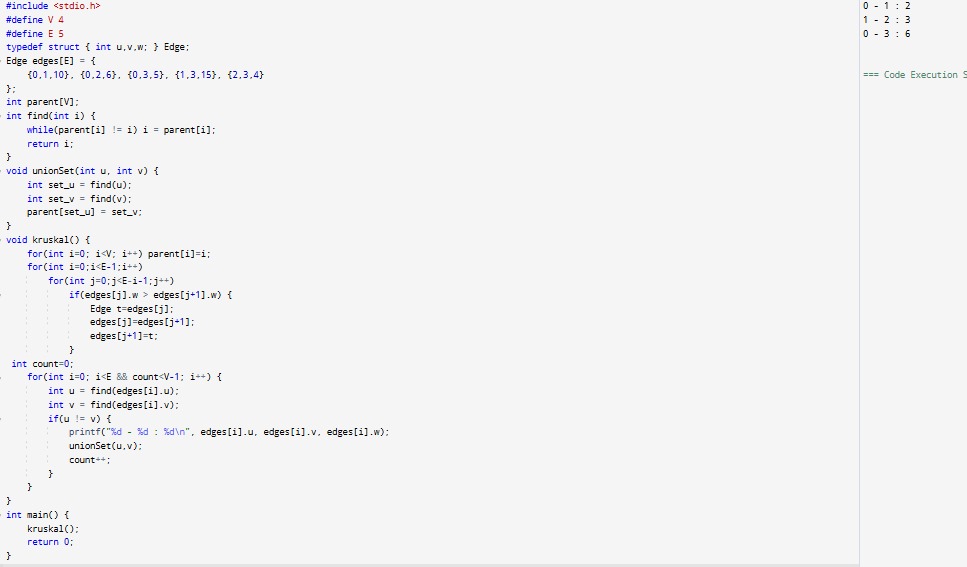 #include <stdio.h>
#define V 4
#define E 5
typedef struct { int u,v,w; } Edge;
Edge edges[E] = {
    {0,1,10}, {0,2,6}, {0,3,5}, {1,3,15}, {2,3,4}
};
int parent[V];
int find(int i) {
    while(parent[i] != i) i = parent[i];
    return i;
}
void unionSet(int u, int v) {
    int set_u = find(u);
    int set_v = find(v);
    parent[set_u] = set_v;
}
void kruskal() {
    for(int i=0; i<V; i++) parent[i]=i;
    for(int i=0;i<E-1;i++)
        for(int j=0;j<E-i-1;j++)
            if(edges[j].w > edges[j+1].w) {
                Edge t=edges[j];
                edges[j]=edges[j+1];
                edges[j+1]=t;
            }
 int count=0;
    for(int i=0; i<E && count<V-1; i++) {
        int u = find(edges[i].u);
        int v = find(edges[i].v);
        if(u != v) {
            printf("%d - %d : %d\n", edges[i].u, edges[i].v, edges[i].w);
            unionSet(u,v);
            count++;
        }
    }
}
int main() {
    kruskal();
    return 0;
}
0 - 1 : 2
1 - 2 : 3
0 - 3 : 6
=== Code Execution S